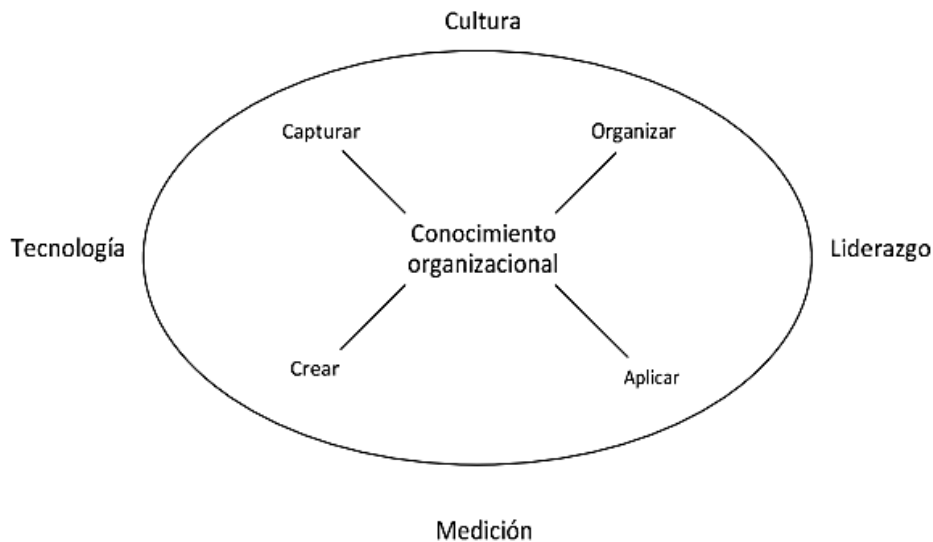 Cultura
Capturar
Organizar
Tecnología
Conocimiento
organizacional
Liderazgo
Crear
Aplicar
Medición